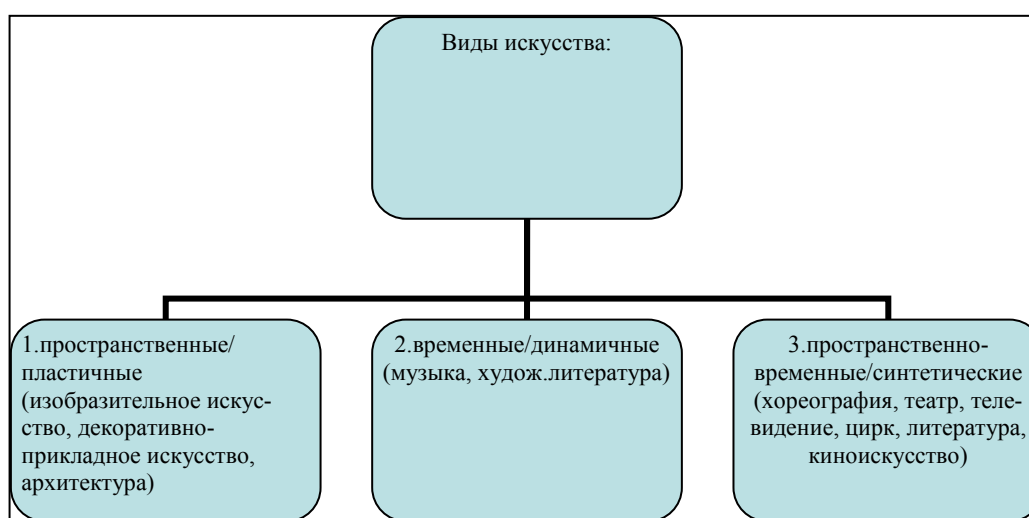 Виды искусства:
1.пространственные/
пластичные
(изобразительное искус-
ство, декоративно-
прикладное искусство,
архитектура)
2.временные/динамичные
(музыка, худож.литература)
3.пространственно-
временные/синтетические
(хореография, театр, теле-
видение, цирк, литература,
киноискусство)